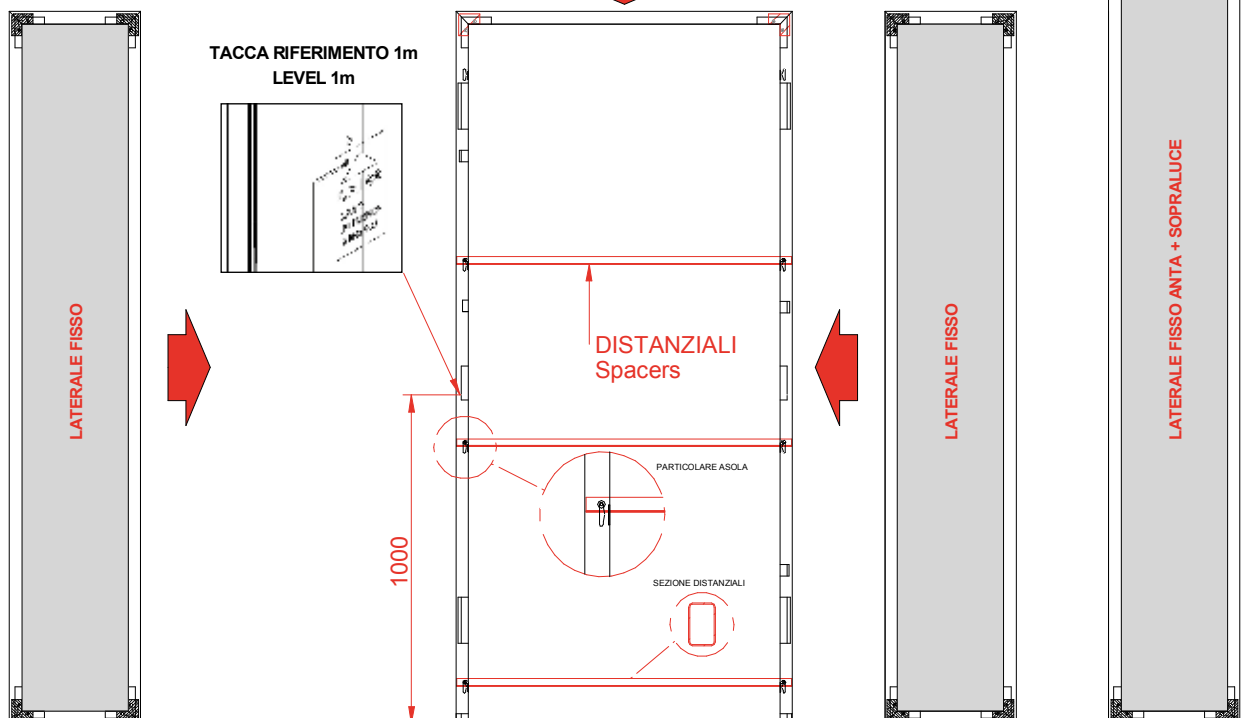 TACCA RIFERIMENTO 1m
LEVEL 1m
LATERALE FISSO
DISTANZIALI
Spacers
1000
PARTICOLARE ASOLA
SEZIONE DISTANZIALI
LATERALE FISSO
LATERALE FISSO ANTA + SOPRALUCE